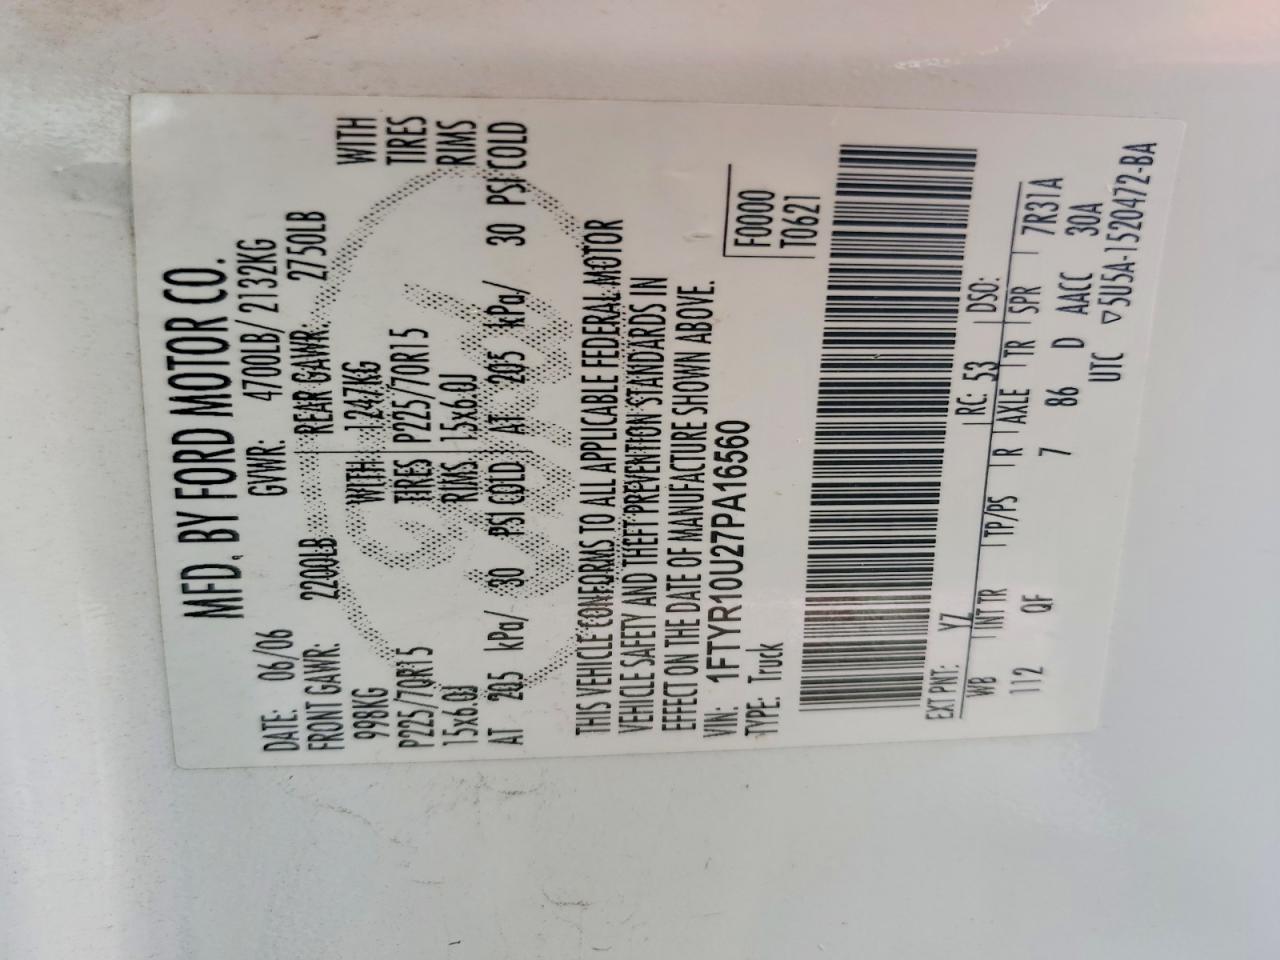 MFD. BY FORD MOTOR CO.
DATE: 06/06 GVWR: 4700LB/ 2132KG
FRONT GAWR: 2200LB REAR GAWR: 2750LB
998KG WITH 1247KG WITH
P225/70R15 TIRES P225/70R15 TIRES
15x6.0J RIMS 15x6.0J RIMS
AT 205 kPa/ 30 PSI COLD AT 205 kPa/ 30 PSI COLD
THIS VEHICLE CONFORMS TO ALL APPLICABLE FEDERAL MOTOR
VEHICLE SAFETY AND THEFT PREVENTION STANDARDS IN
EFFECT ON THE DATE OF MANUFACTURE SHOWN ABOVE.
VIN: 1FTYR10U27PA16560 F0000
TYPE: Truck T0621
EXT PNT: YZ RC: 53 DSO:
WB INT TR TP/PS R AXLE TR SPR 7R31A
112 QF 7 86 D AACC 30A
UTC ▽5U5A-1520472-BA